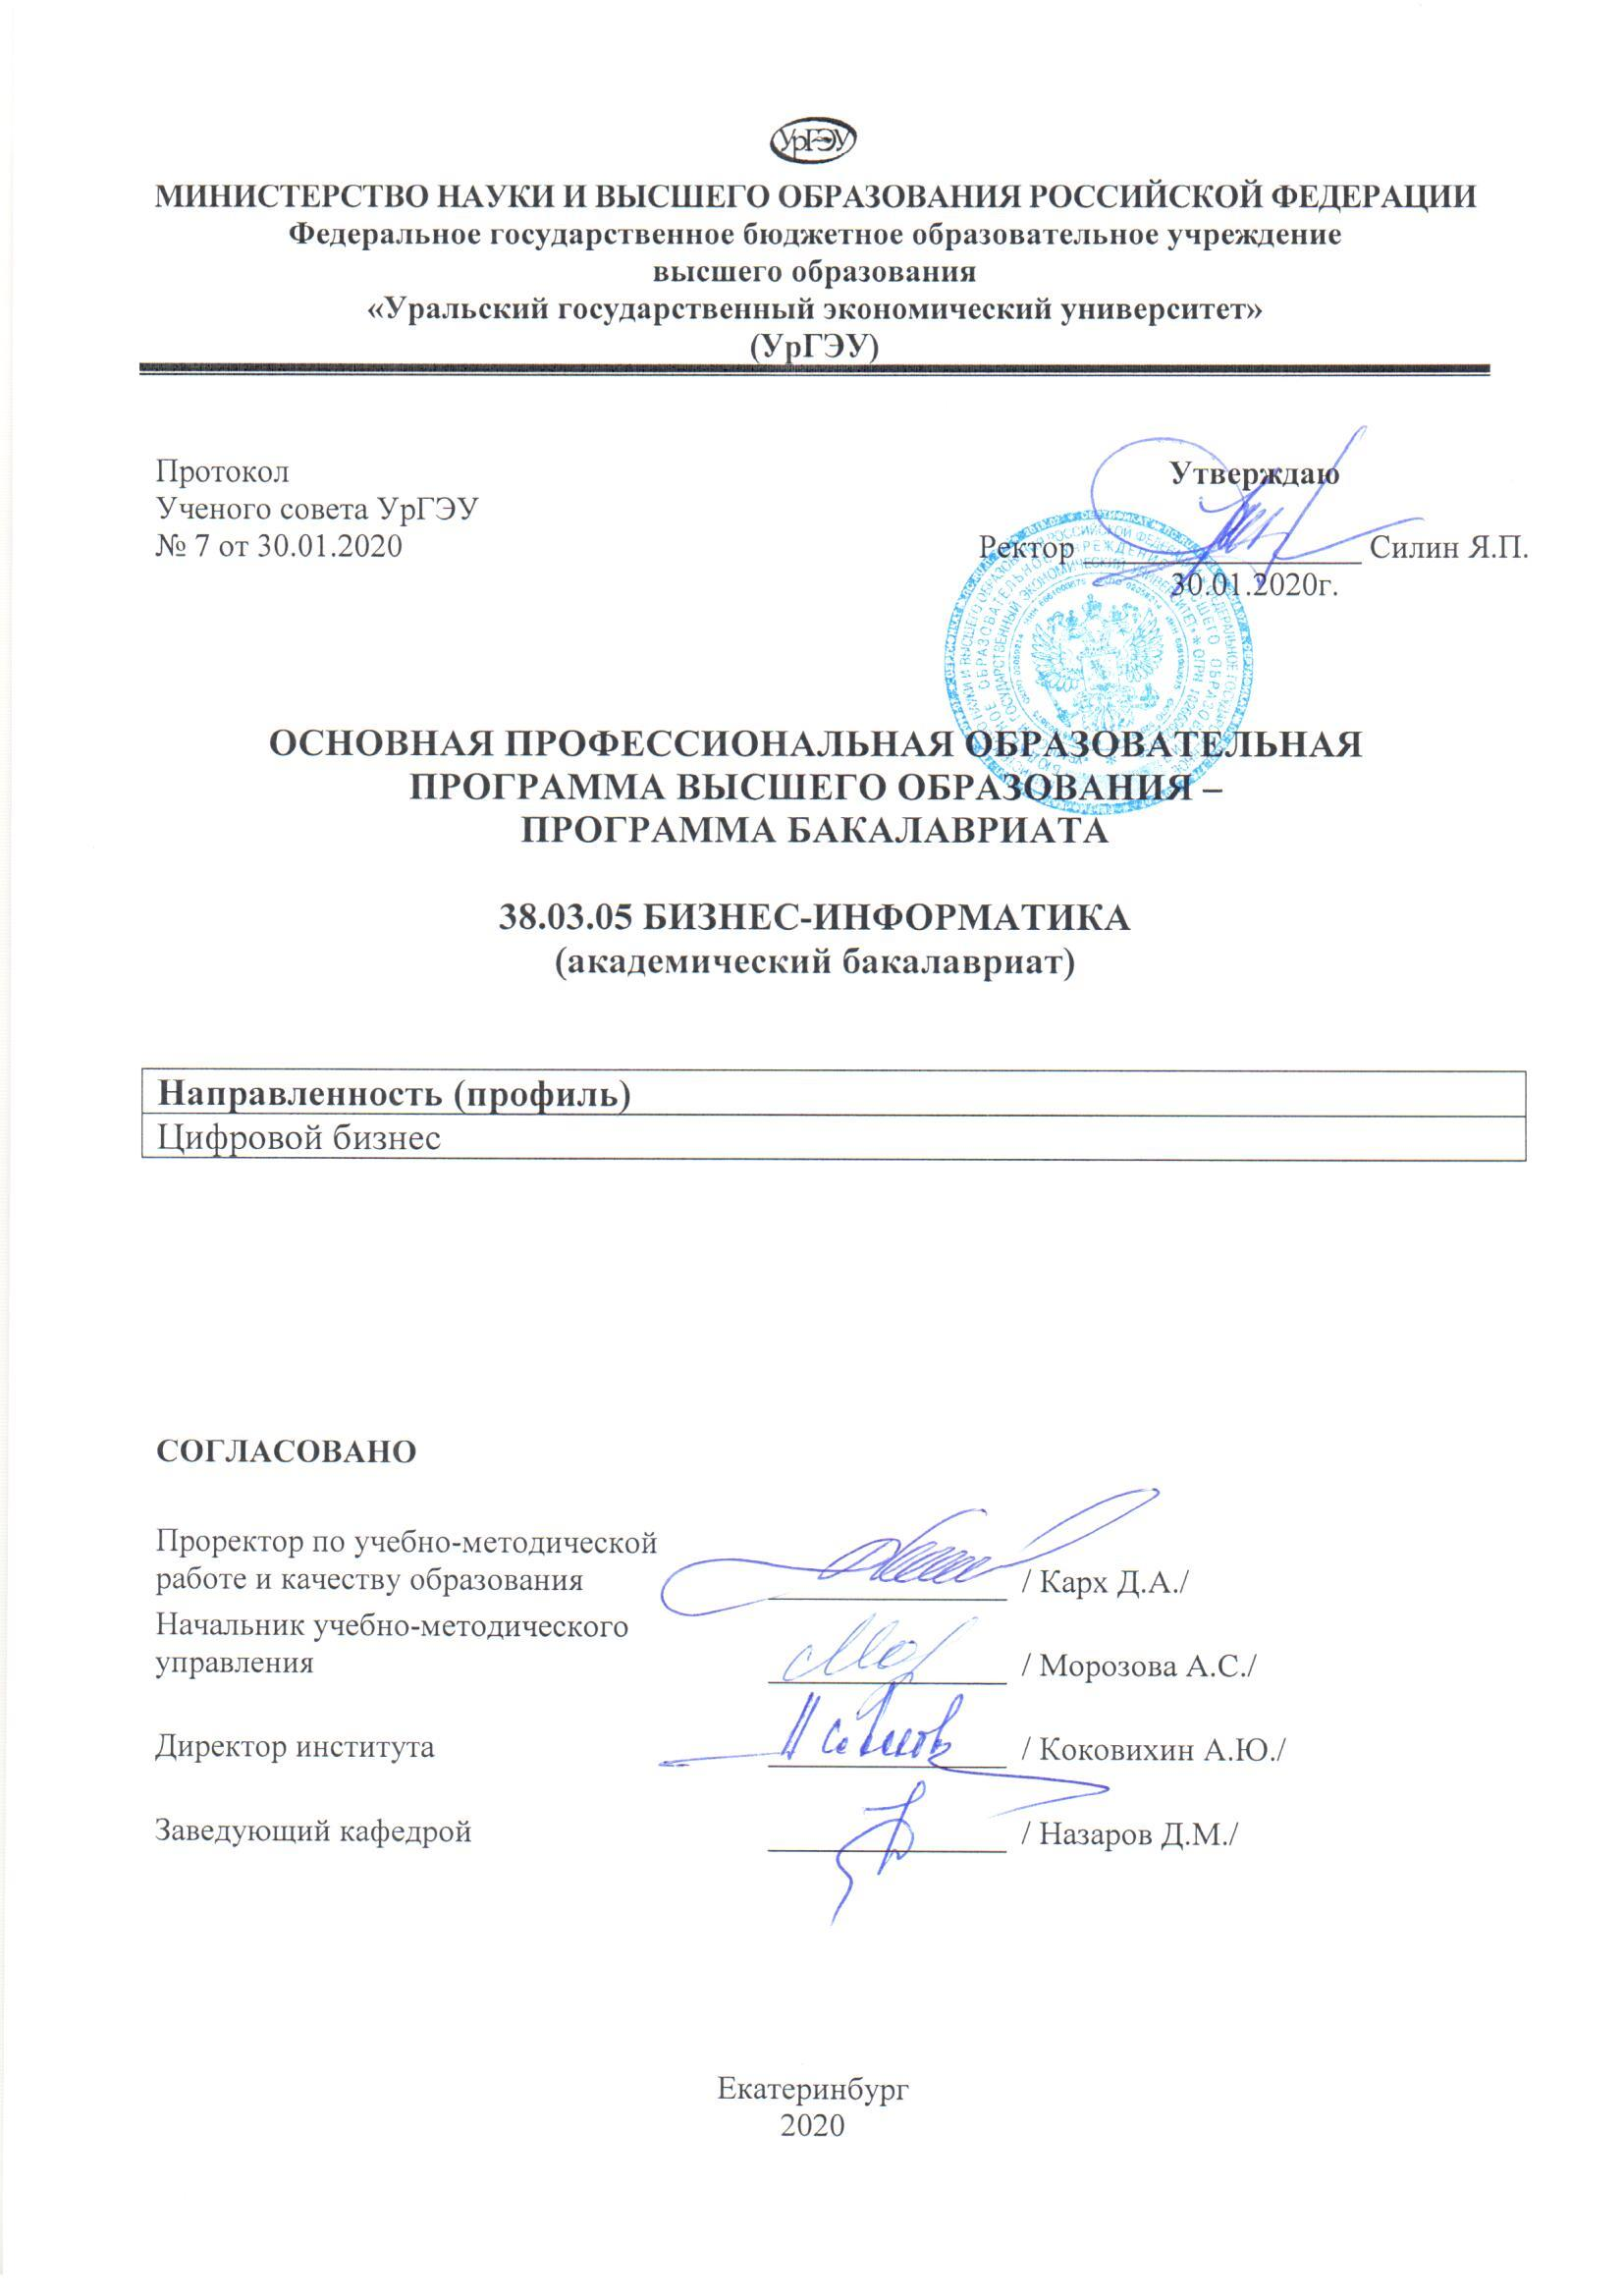 УрГЭУ
МИНИСТЕРСТВО НАУКИ И ВЫСШЕГО ОБРАЗОВАНИЯ РОССИЙСКОЙ ФЕДЕРАЦИИ
Федеральное государственное бюджетное образовательное учреждение
высшего образования
«Уральский государственный экономический университет»
(УрГЭУ)
Протокол
Ученого совета УрГЭУ
№ 7 от 30.01.2020
Утверждаю
Ректор Силин Я.П.
30.01.2020г.
ОСНОВНАЯ ПРОФЕССИОНАЛЬНАЯ ОБРАЗОВАТЕЛЬНАЯ
ПРОГРАММА ВЫСШЕГО ОБРАЗОВАНИЯ –
ПРОГРАММА БАКАЛАВРИАТА
38.03.05 БИЗНЕС-ИНФОРМАТИКА
(академический бакалавриат)
Направленность (профиль)
Цифровой бизнес
СОГЛАСОВАНО
Проректор по учебно-методической
работе и качеству образования / Карх Д.А./
Начальник учебно-методического
управления / Морозова А.С./
Директор института / Коковихин А.Ю./
Заведующий кафедрой / Назаров Д.М./
Екатеринбург
2020